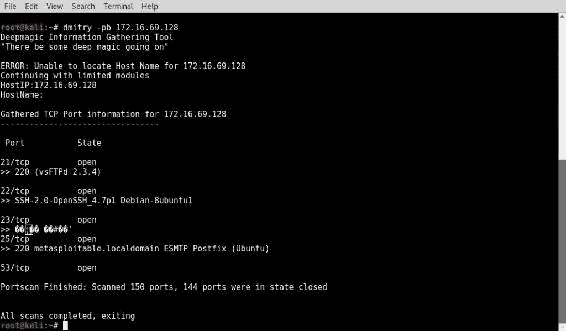 File Edit View Search Terminal Help
root@kali:~# dmitry -pb 172.16.69.128
Deepmagic Information Gathering Tool
"There be some deep magic going on"
ERROR: Unable to locate Host Name for 172.16.69.128
Continuing with limited modules
HostIP:172.16.69.128
HostName:
Gathered TCP Port information for 172.16.69.128
---------------------------------
Port State
21/tcp open
>> 220 (vsFTPd 2.3.4)
22/tcp open
>> SSH-2.0-OpenSSH_4.7p1 Debian-8ubuntu1
23/tcp open
>> �� �� ��#��'
25/tcp open
>> 220 metasploitable.localdomain ESMTP Postfix (Ubuntu)
53/tcp open
Portscan Finished: Scanned 150 ports, 144 ports were in state closed
All scans completed, exiting
root@kali:~#